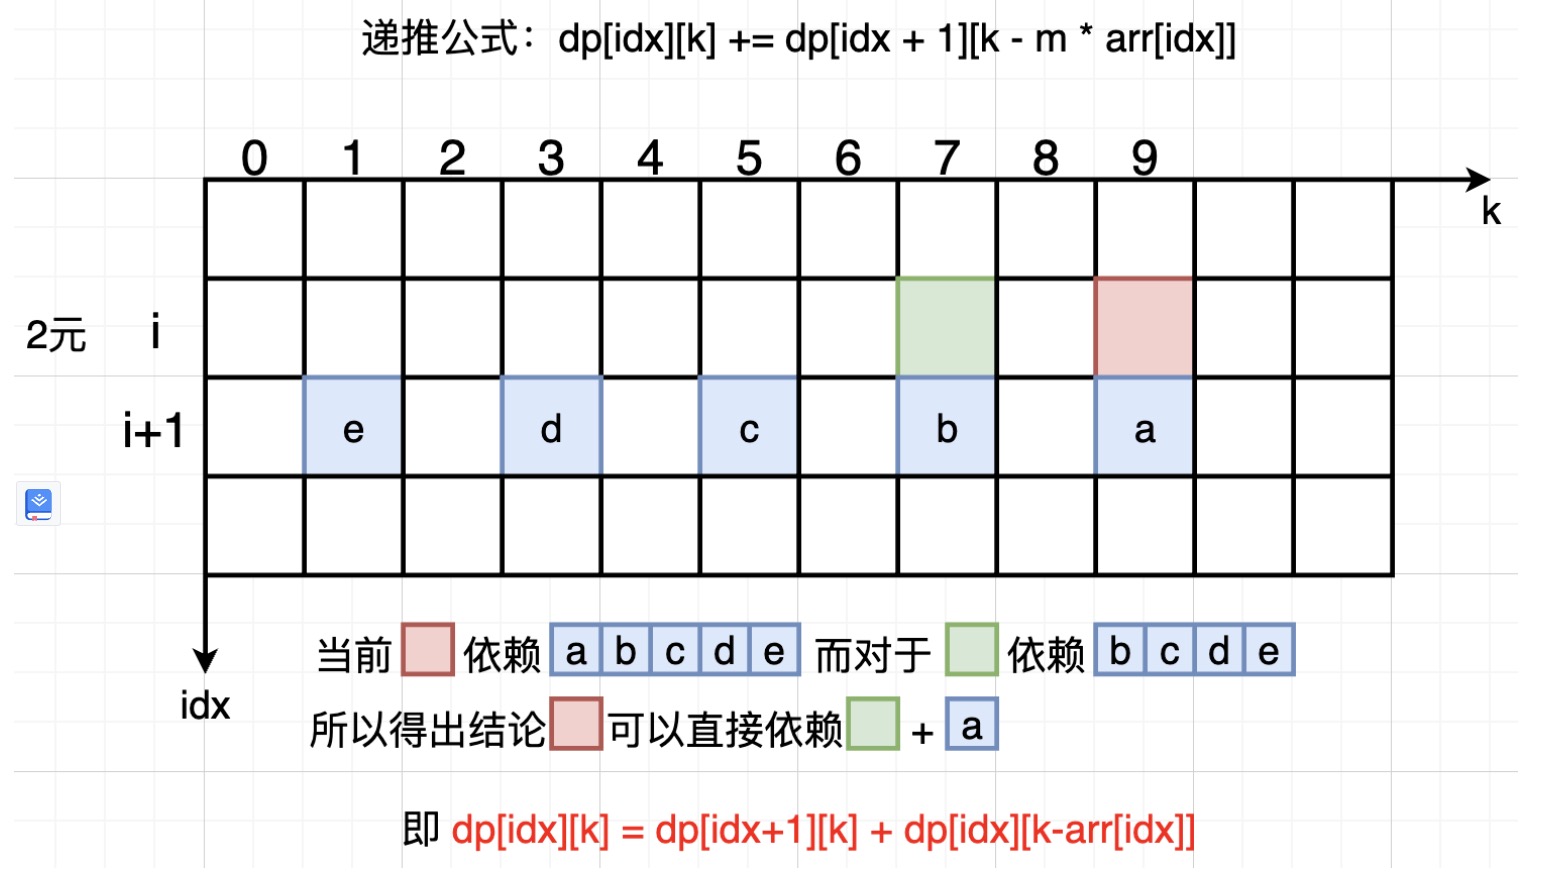 递推公式：dp[idx][k] += dp[idx + 1][k - m * arr[idx]]
0 1 2 3 4 5 6 7 8 9
k
2元 i
i+1 e d c b a
idx
当前 依赖 a b c d e 而对于 依赖 b c d e
所以得出结论 可以直接依赖 + a
即 dp[idx][k] = dp[idx+1][k] + dp[idx][k-arr[idx]]